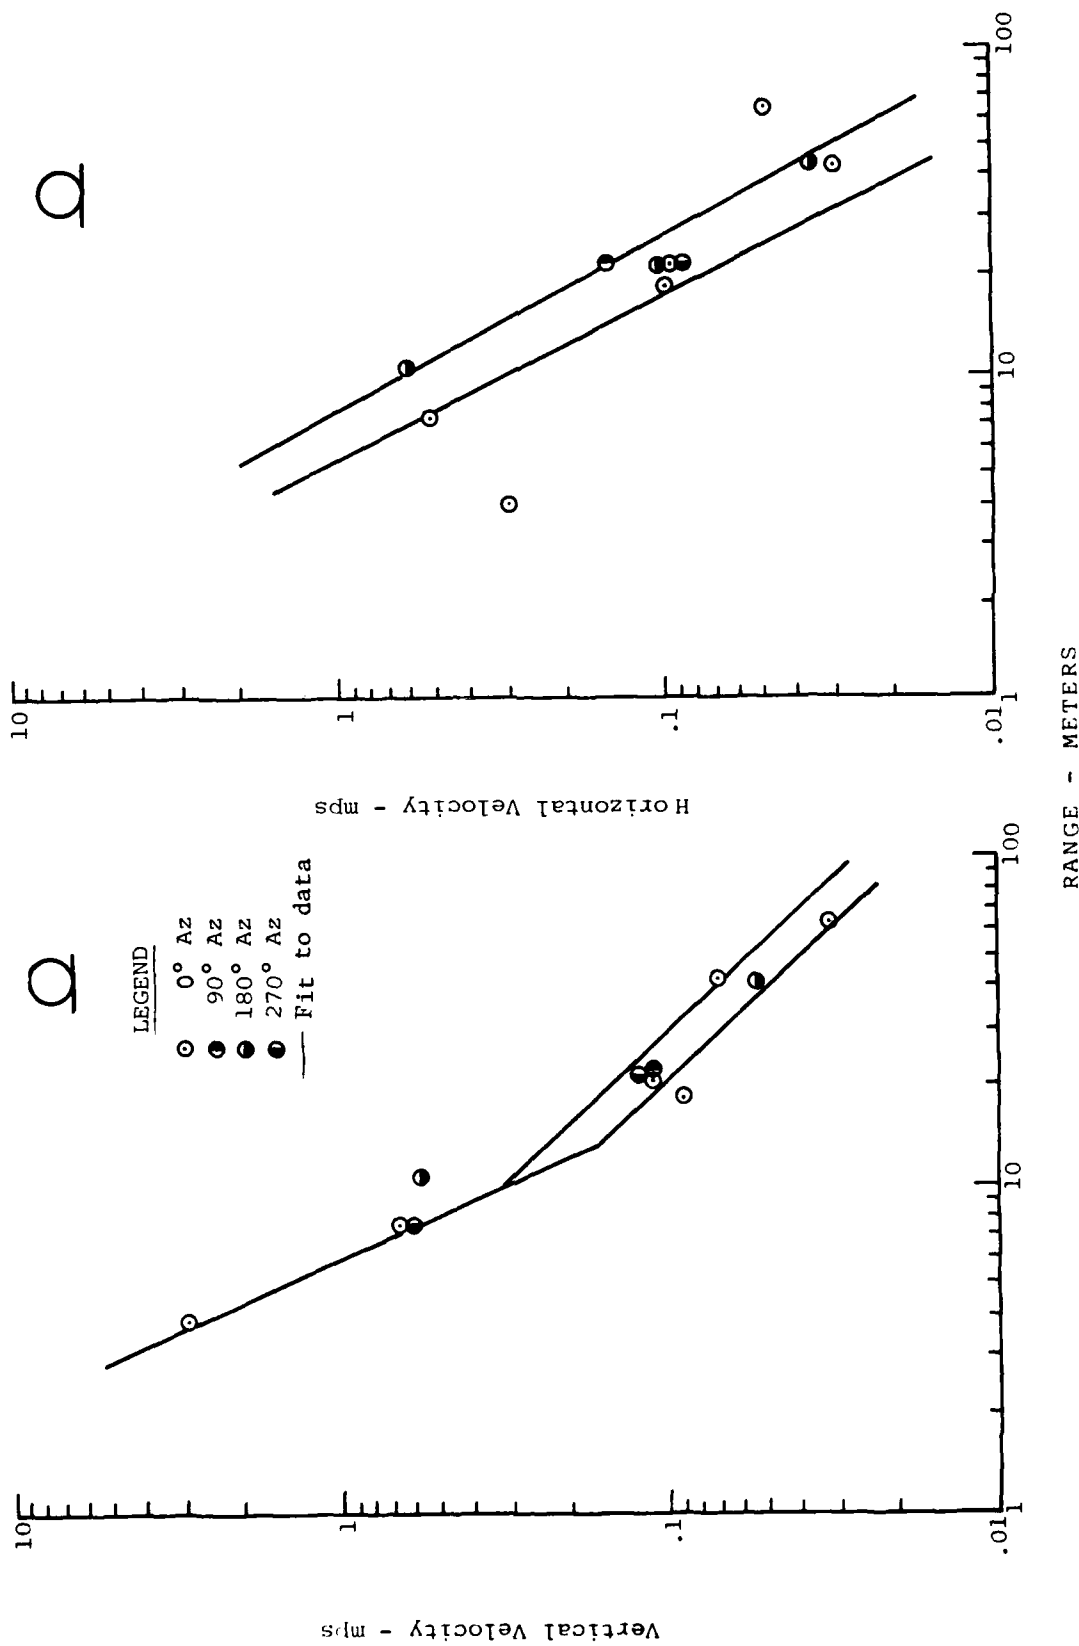 LEGEND
0° Az
90° Az
180° Az
270° Az
Fit to data
Vertical Velocity - mps
10
1
.1
.01
1
10
100
Horizontal Velocity - mps
10
1
.1
.01
1
10
100
RANGE - METERS